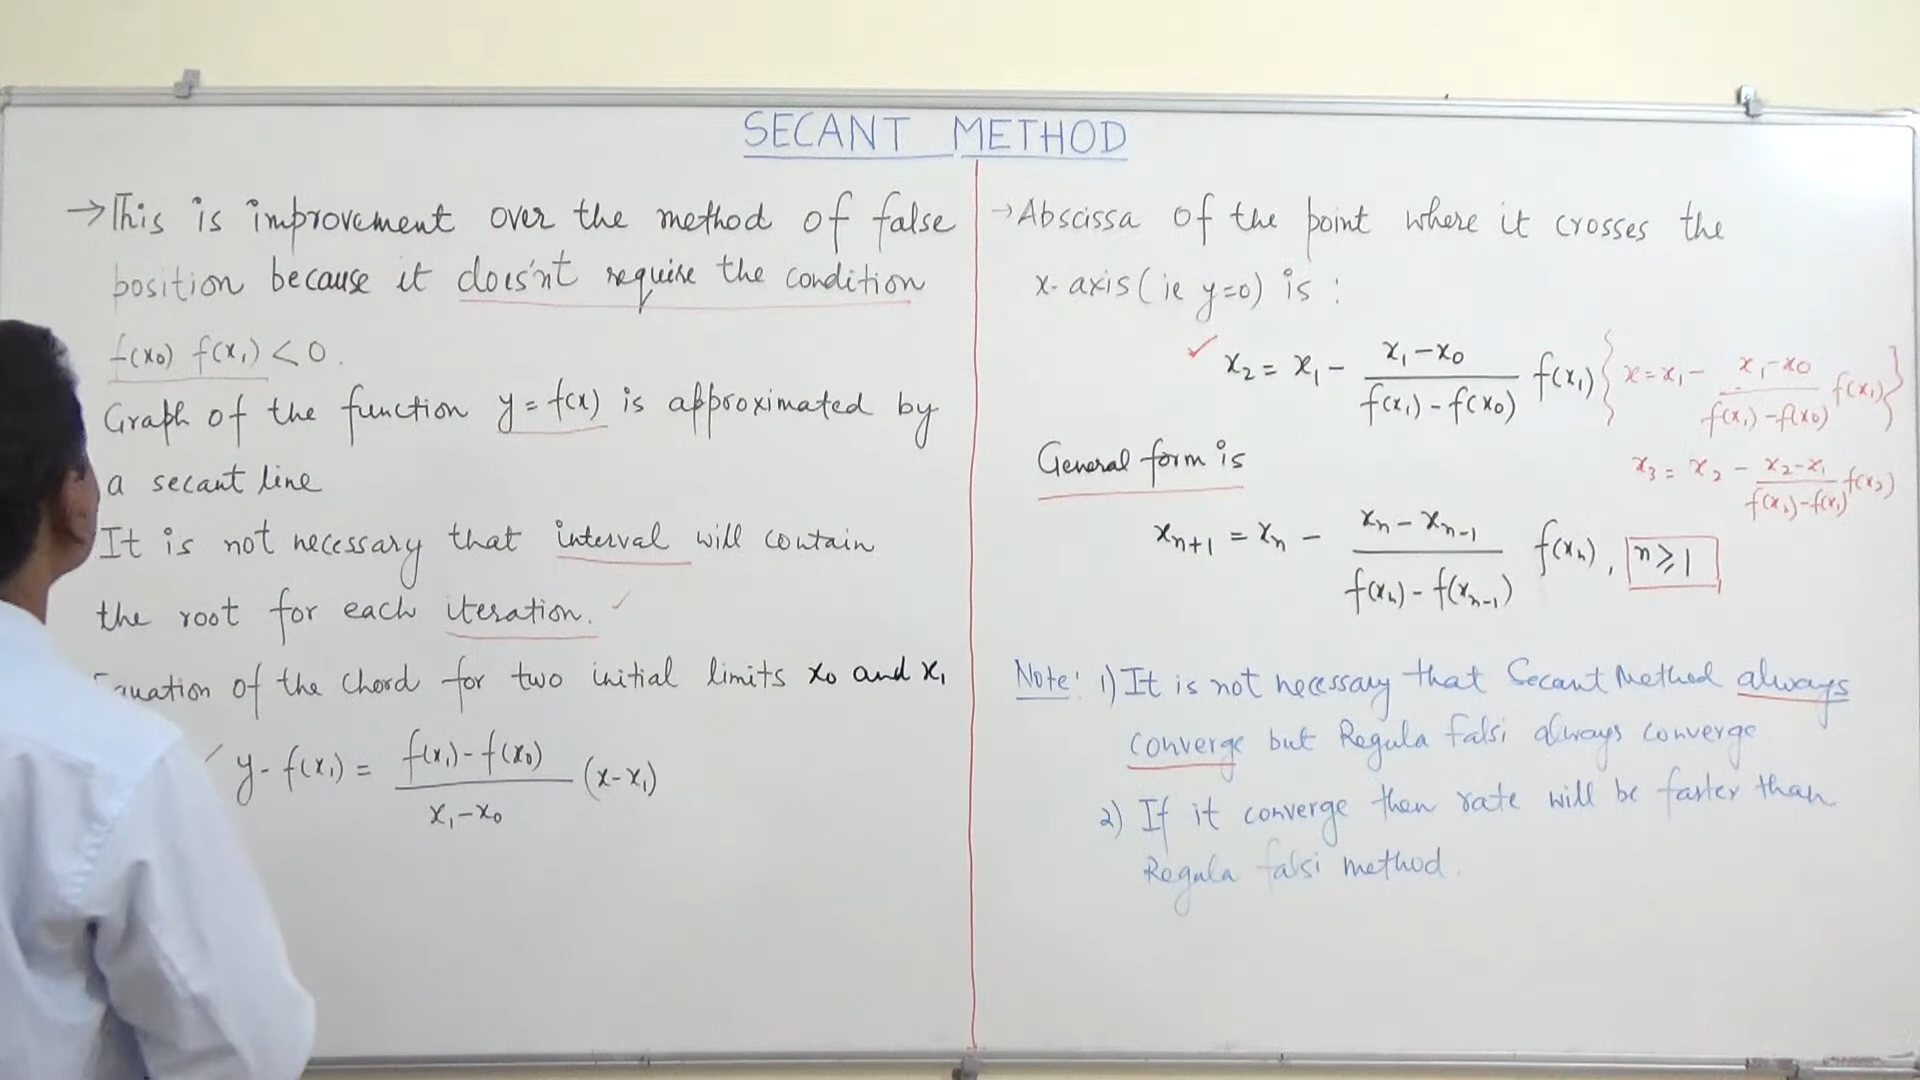 SECANT METHOD
→ This is improvement over the method of false
position because it does'nt require the condition
f(x₀) f(x₁) < 0.
Graph of the function y = f(x) is approximated by
a secant line
It is not necessary that interval will contain
the root for each iteration. ✓
Equation of the chord for two initial limits x₀ and x₁
✓ y - f(x₁) = (f(x₁) - f(x₀))/(x₁ - x₀) (x - x₁)
→ Abscissa of the point where it crosses the
x-axis (ie y=0) is :
✓ x₂ = x₁ - (x₁ - x₀)/(f(x₁) - f(x₀)) f(x₁) { x = x₁ - (x₁ - x₀)/(f(x₁) - f(x₀)) f(x₁) }
General form is
x₃ = x₂ - (x₂ - x₁)/(f(x₂) - f(x₁)) f(x₂)
xₙ₊₁ = xₙ - (xₙ - xₙ₋₁)/(f(xₙ) - f(xₙ₋₁)) f(xₙ), n ⩾ 1
Note: 1) It is not necessary that Secant Method always
converge but Regula falsi always converge
2) If it converge then rate will be faster than
Regula falsi method.